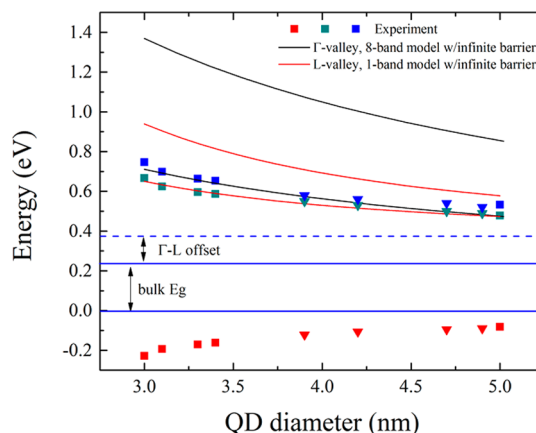 1.4
1.2
1.0
0.8
0.6
0.4
0.2
0.0
-0.2
Energy (eV)
Experiment
Γ-valley, 8-band model w/infinite barrier
L-valley, 1-band model w/infinite barrier
Γ-L offset
bulk Eg
3.0 3.5 4.0 4.5 5.0
QD diameter (nm)